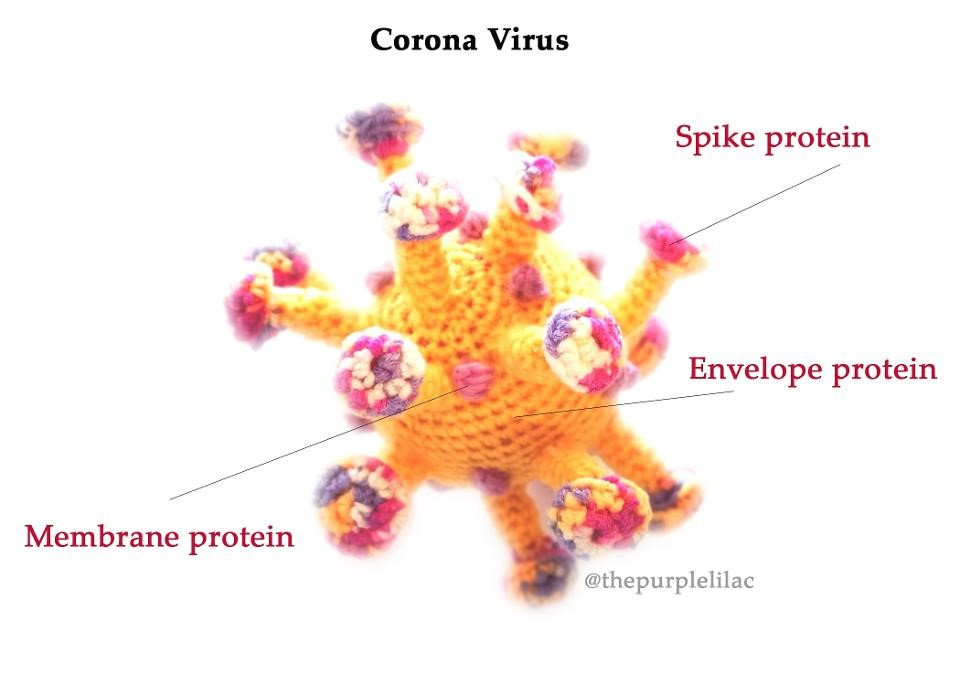 Corona Virus
Spike protein
Envelope protein
Membrane protein
@thepurplelilac